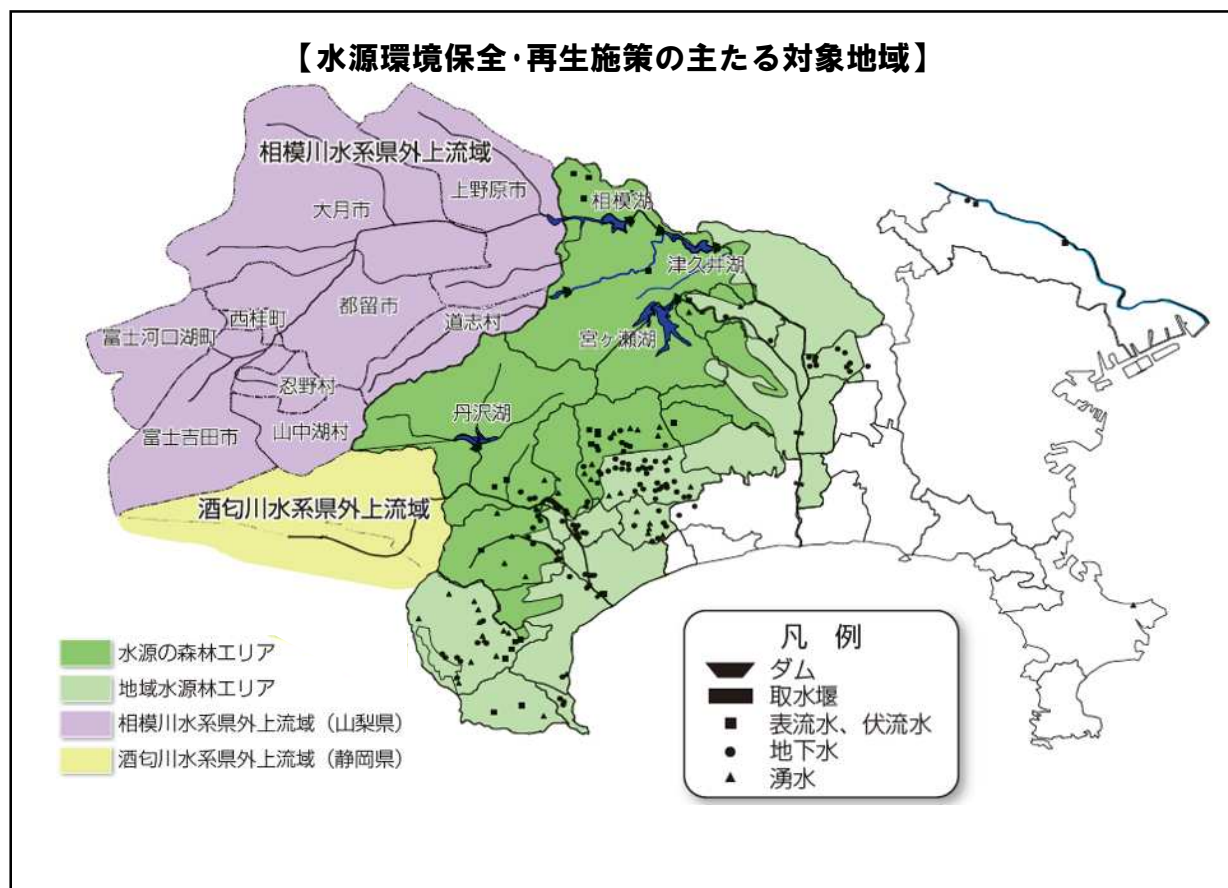 【水源環境保全・再生施策の主たる対象地域】
相模川水系県外上流域
上野原市
大月市
相模湖
津久井湖
都留市
西桂町
道志村
富士河口湖町
宮ヶ瀬湖
忍野村
丹沢湖
富士吉田市
山中湖村
酒匂川水系県外上流域
水源の森林エリア
地域水源林エリア
相模川水系県外上流域（山梨県）
酒匂川水系県外上流域（静岡県）
凡 例
ダム
取水堰
表流水、伏流水
地下水
湧水